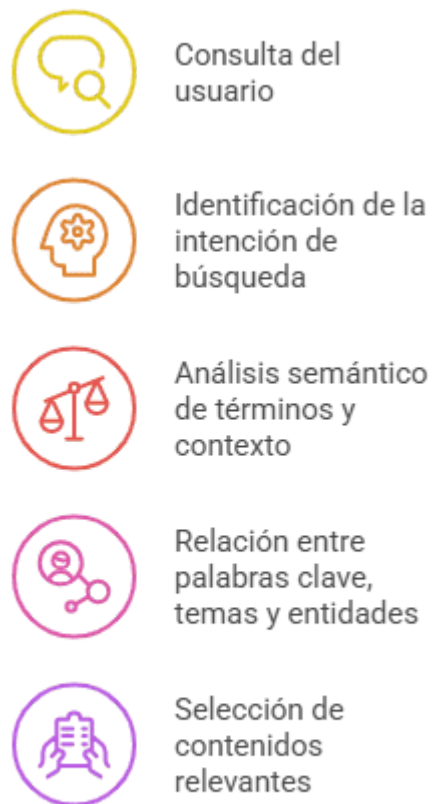 Consulta del
usuario
Identificación de la
intención de
búsqueda
Análisis semántico
de términos y
contexto
Relación entre
palabras clave,
temas y entidades
Selección de
contenidos
relevantes